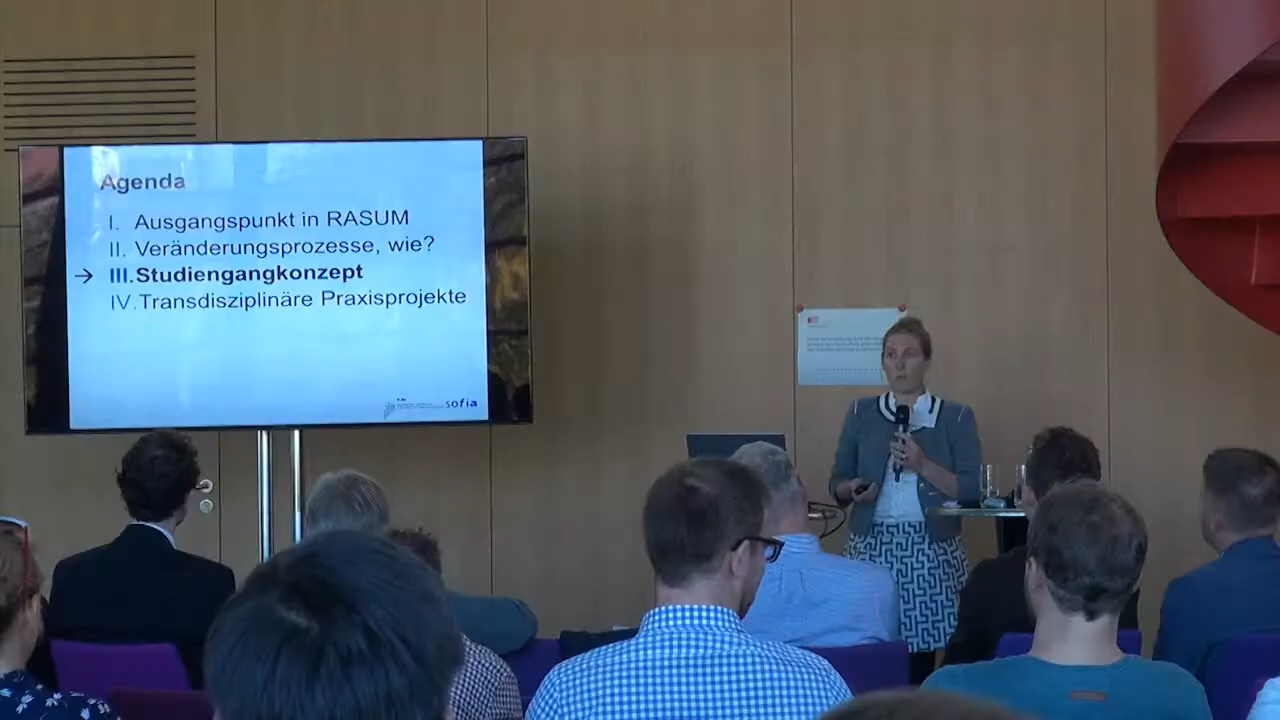 Agenda
I. Ausgangspunkt in RASUM
II. Veränderungsprozesse, wie?
→ III.Studiengangkonzept
IV.Transdisziplinäre Praxisprojekte
sofia